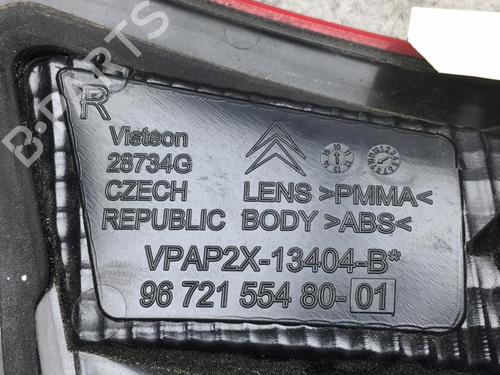 R
Visteon
28734G
CZECH LENS >PMMA<
REPUBLIC BODY >ABS<
VPAP2X-13404-B*
96 721 554 80-01
B-PARTS